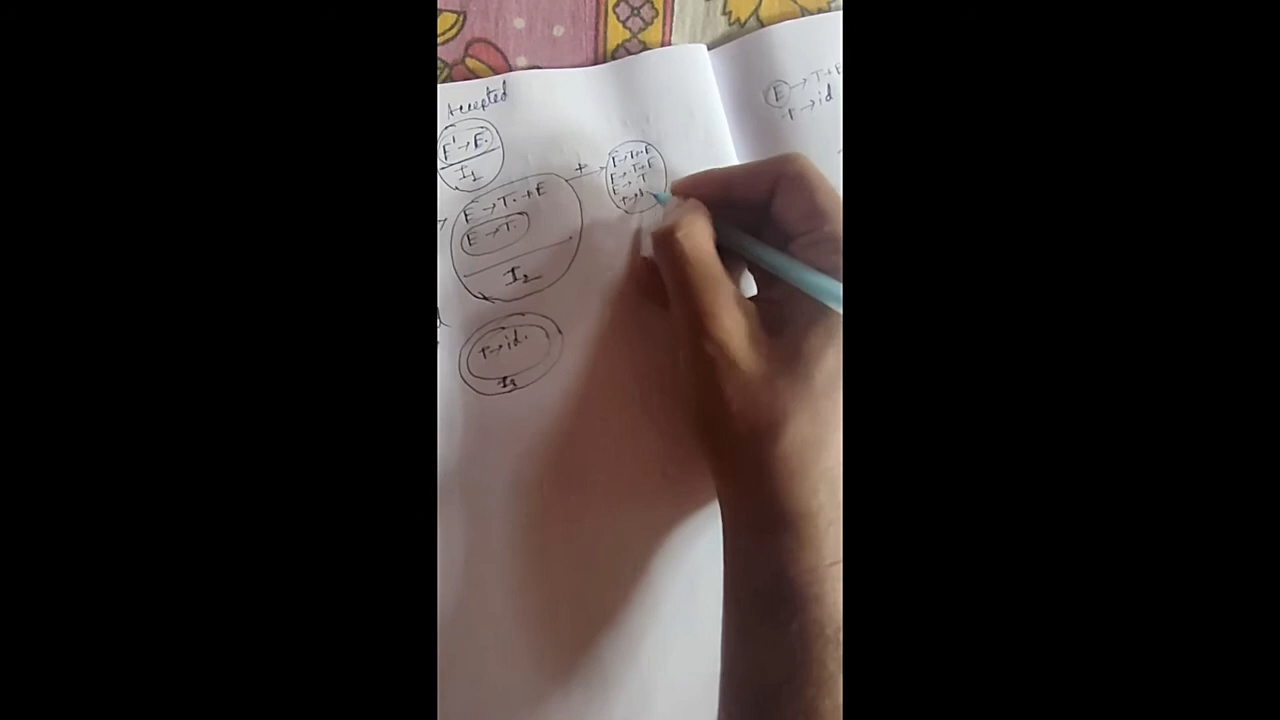 Accepted
E' → E.
I1
E → T. + E
E → T.
I2
+
E → T+.E
E → .T+E
E → .T
T → .i
T → id.
I3
E → T+E
T → id